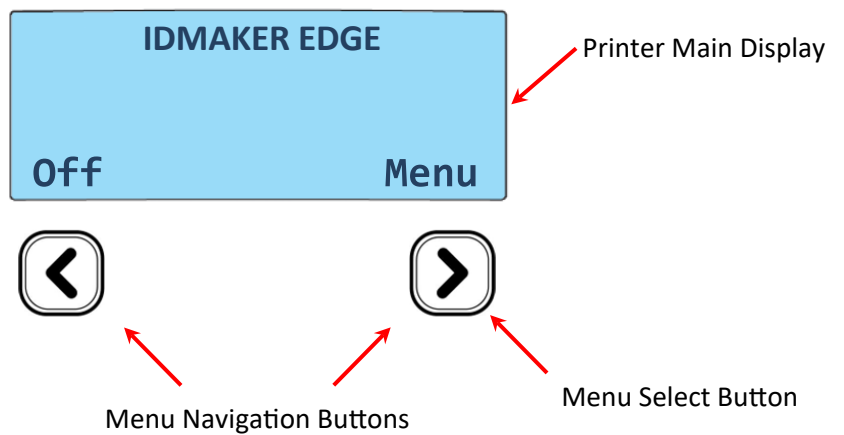 IDMAKER EDGE
Printer Main Display
Off Menu
Menu Select Button
Menu Navigation Buttons